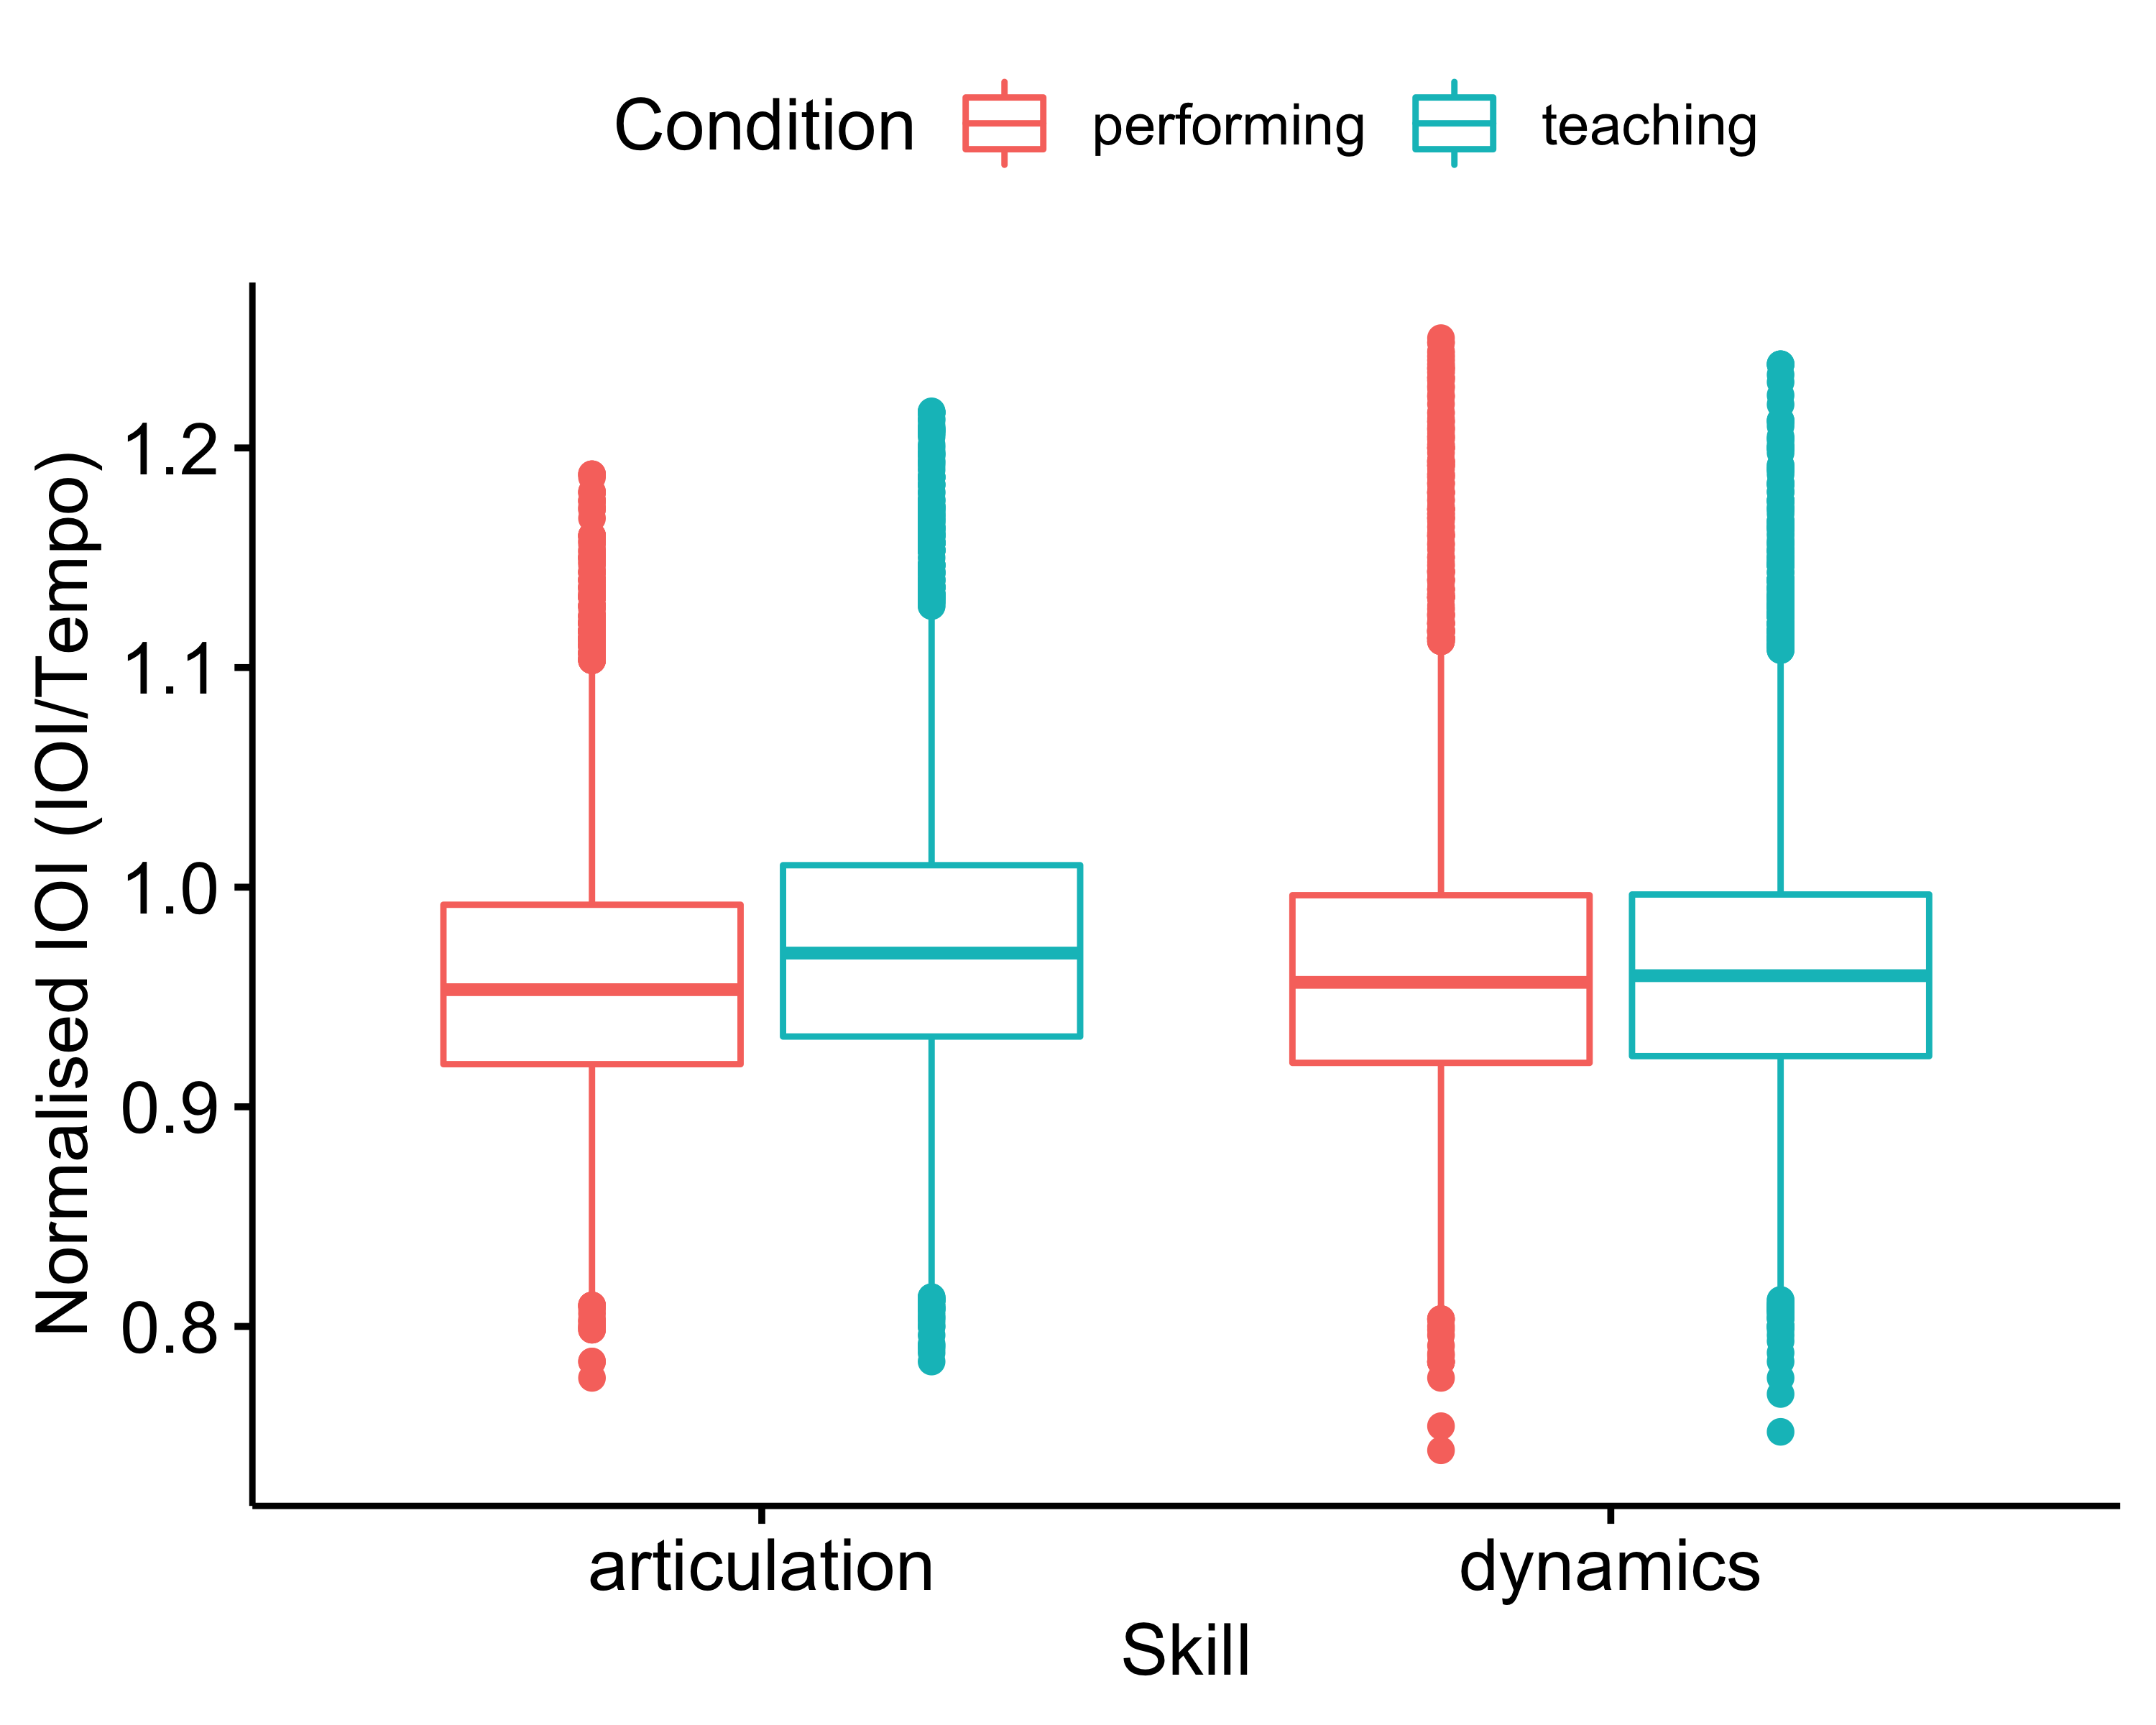 Condition performing teaching
Normalised IOI (IOI/Tempo)
1.2
1.1
1.0
0.9
0.8
articulation dynamics
Skill